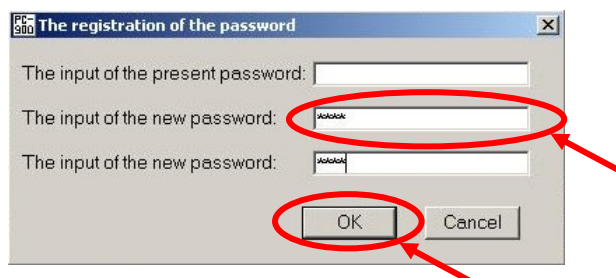 PC-900 The registration of the password
The input of the present password:
The input of the new password: ****
The input of the new password: ****
OK Cancel